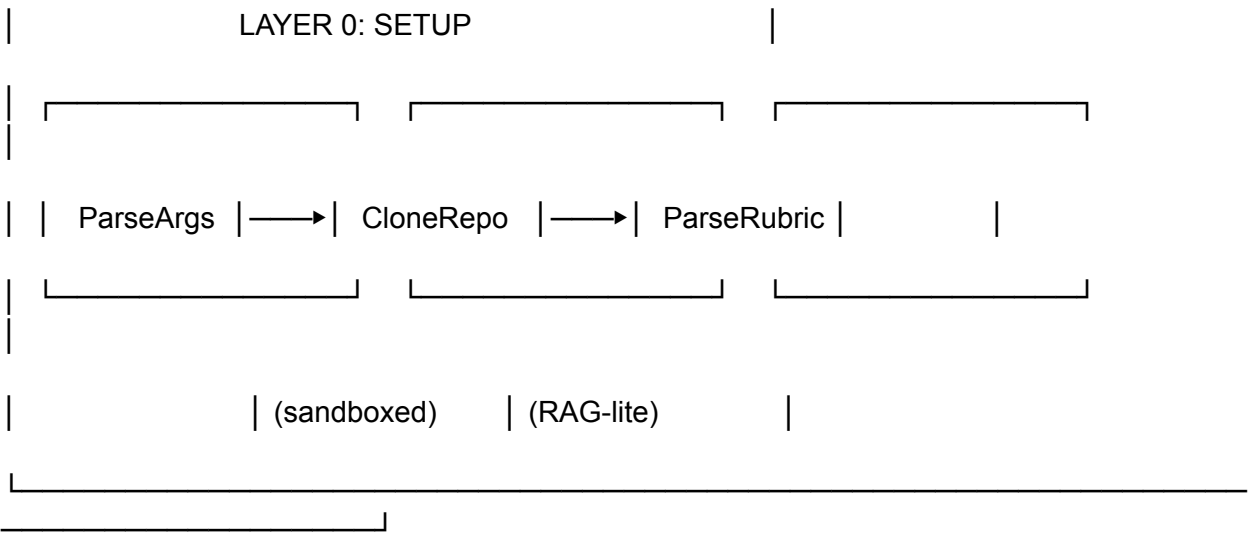 LAYER 0: SETUP
ParseArgs CloneRepo ParseRubric
(sandboxed) (RAG-lite)